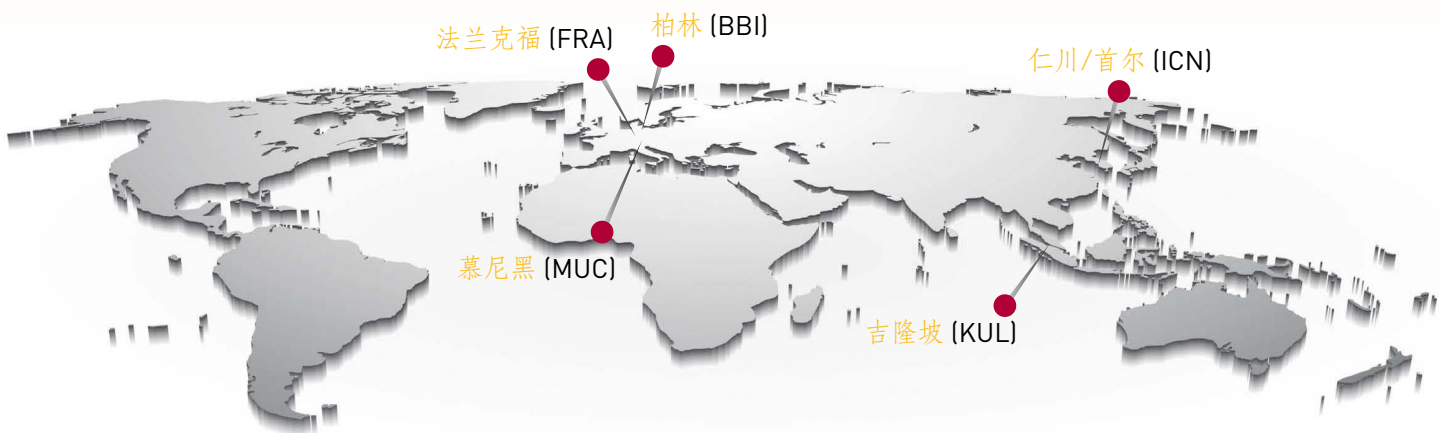 法兰克福 (FRA)
柏林 (BBI)
仁川/首尔 (ICN)
慕尼黑 (MUC)
吉隆坡 (KUL)